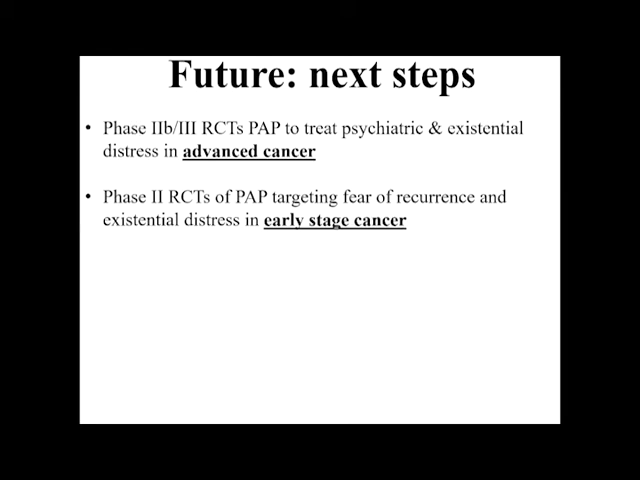 Future: next steps
• Phase IIb/III RCTs PAP to treat psychiatric & existential
distress in advanced cancer
• Phase II RCTs of PAP targeting fear of recurrence and
existential distress in early stage cancer